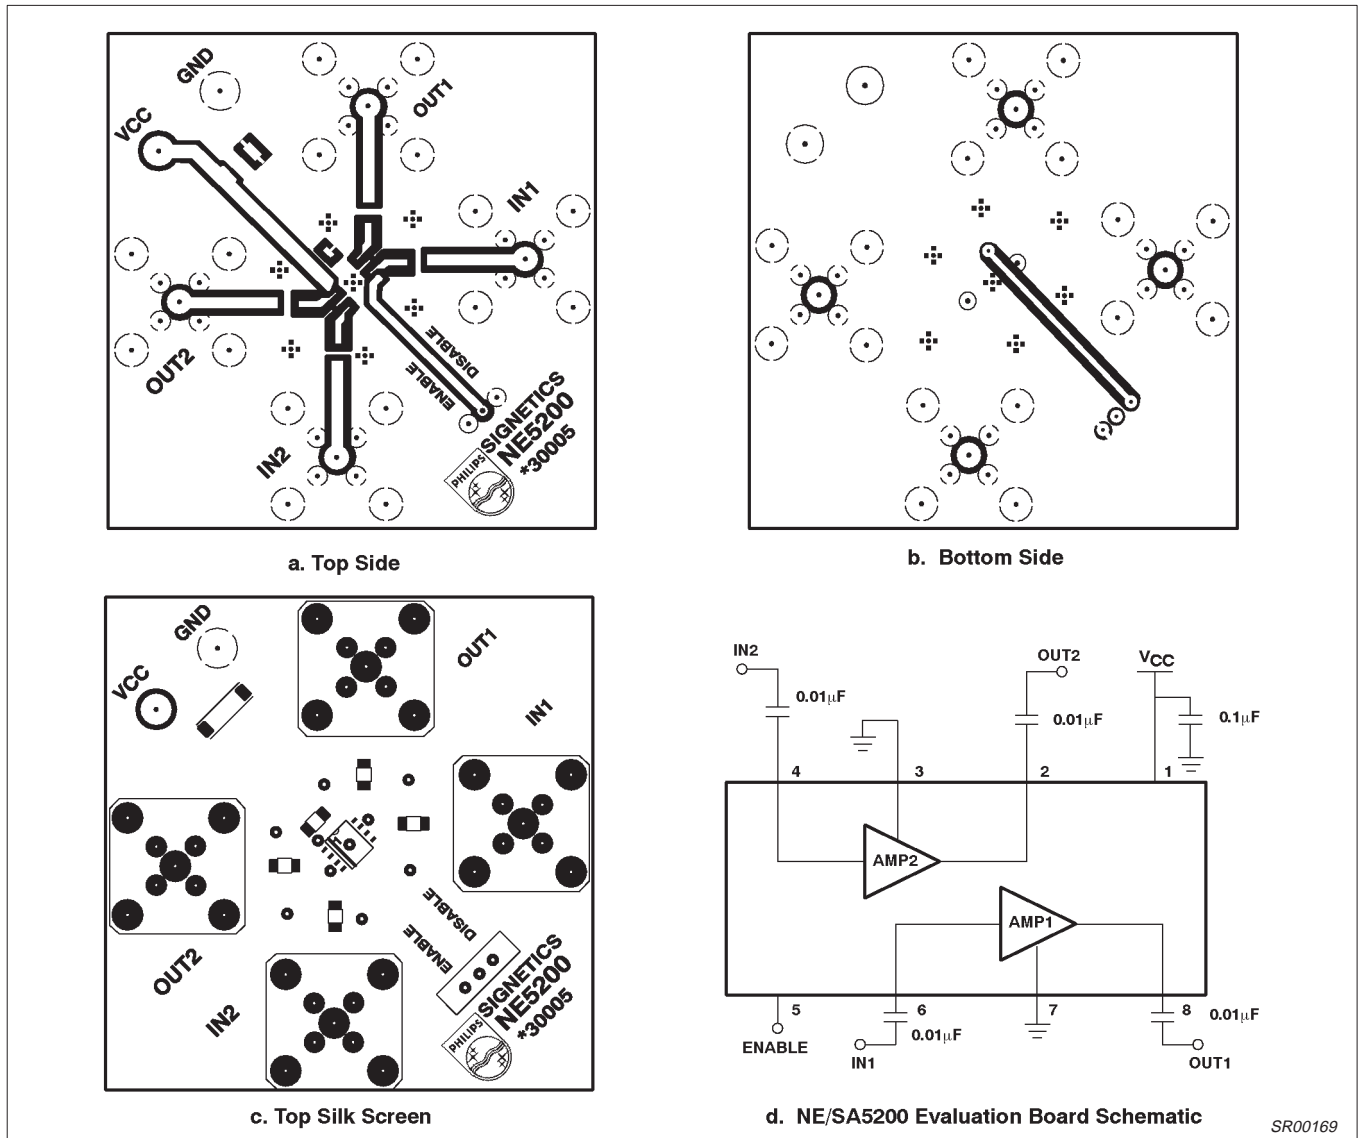 GND
VCC
OUT1
IN1
OUT2
IN2
DISABLE
ENABLE
SIGNETICS
NE5200
*30005
PHILIPS
a. Top Side
b. Bottom Side
GND
VCC
OUT1
IN1
OUT2
IN2
DISABLE
ENABLE
SIGNETICS
NE5200
*30005
PHILIPS
c. Top Silk Screen
IN2
OUT2
VCC
0.01µF
0.01µF
0.1µF
4
3
2
1
AMP2
AMP1
5
6
7
8
0.01µF
0.01µF
ENABLE
IN1
OUT1
d. NE/SA5200 Evaluation Board Schematic
SR00169